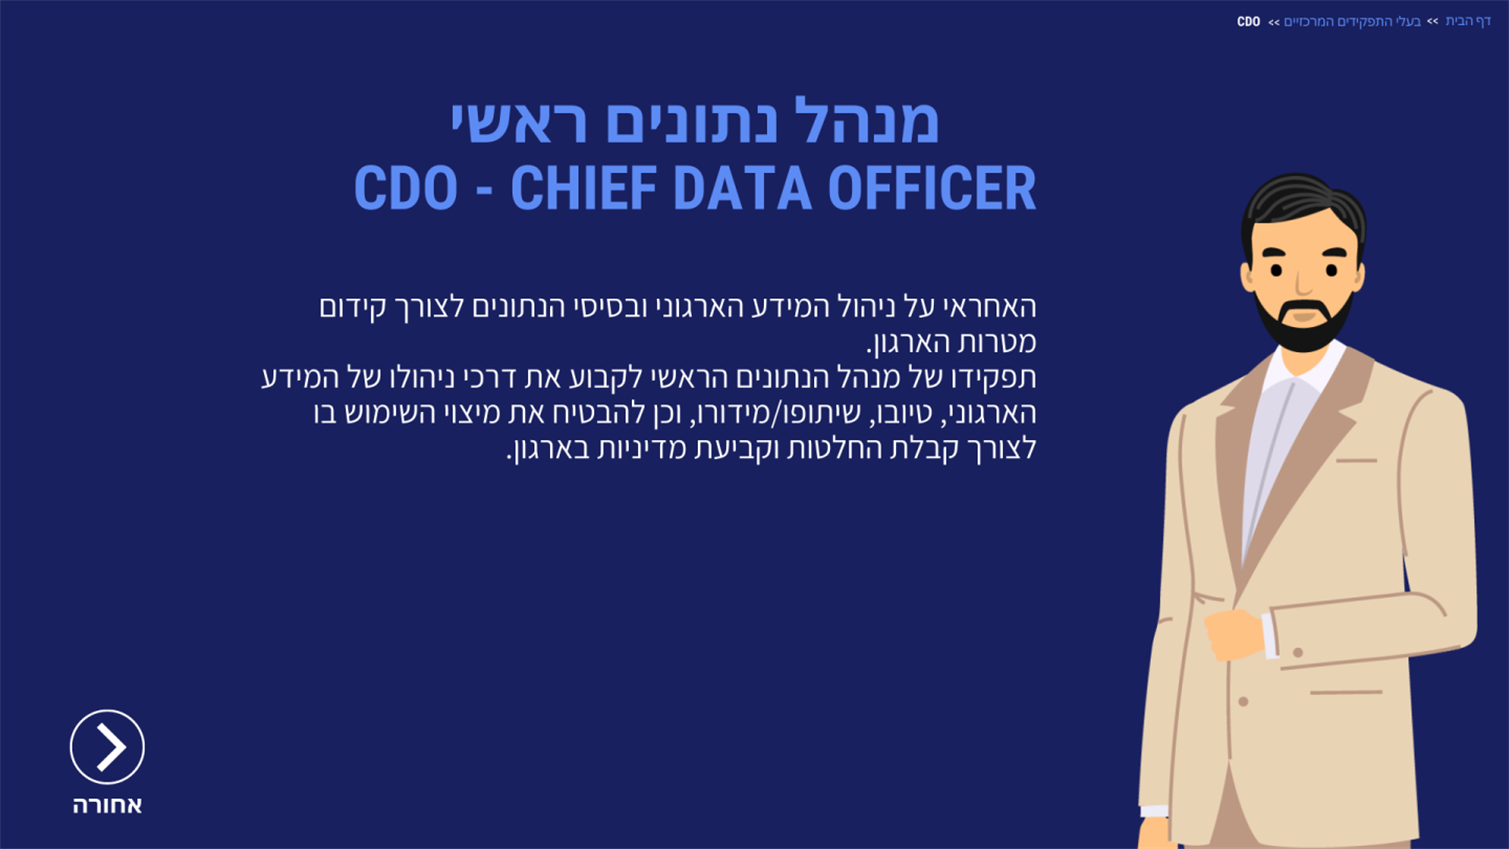 דף הבית >> בעלי התפקידים המרכזיים >> CDO
מנהל נתונים ראשי
CDO - CHIEF DATA OFFICER
האחראי על ניהול המידע הארגוני ובסיסי הנתונים לצורך קידום
מטרות הארגון.
תפקידו של מנהל הנתונים הראשי לקבוע את דרכי ניהולו של המידע
הארגוני, טיובו, שיתופו/מידורו, וכן להבטיח את מיצוי השימוש בו
לצורך קבלת החלטות וקביעת מדיניות בארגון.
אחורה